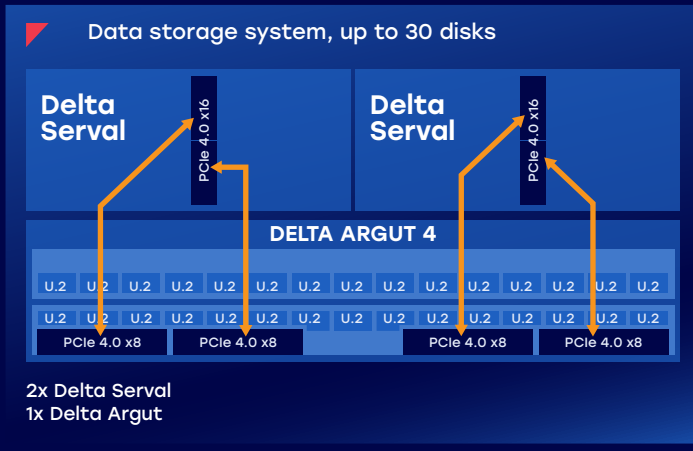 Data storage system, up to 30 disks
Delta
Serval
PCIe 4.0 x16
Delta
Serval
PCIe 4.0 x16
DELTA ARGUT 4
U.2 U.2 U.2 U.2 U.2 U.2 U.2 U.2 U.2 U.2 U.2 U.2 U.2 U.2 U.2
U.2 U.2 U.2 U.2 U.2 U.2 U.2 U.2 U.2 U.2 U.2 U.2 U.2 U.2 U.2
PCIe 4.0 x8 PCIe 4.0 x8 PCIe 4.0 x8 PCIe 4.0 x8
2x Delta Serval
1x Delta Argut